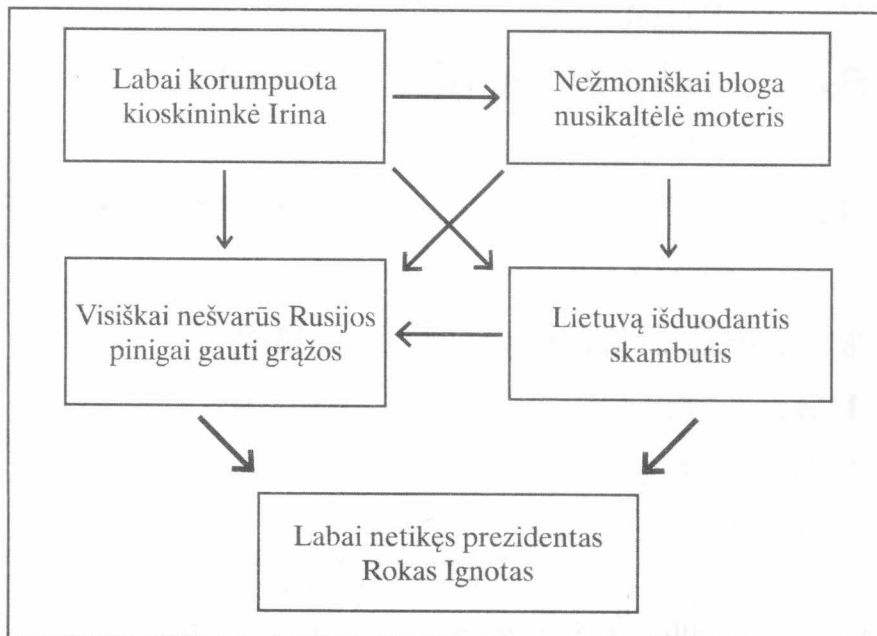 Labai korumpuota
kioskininkė Irina
Nežmoniškai bloga
nusikaltėlė moteris
Visiškai nešvarūs Rusijos
pinigai gauti grąžos
Lietuvą išduodantis
skambutis
Labai netikęs prezidentas
Rokas Ignotas